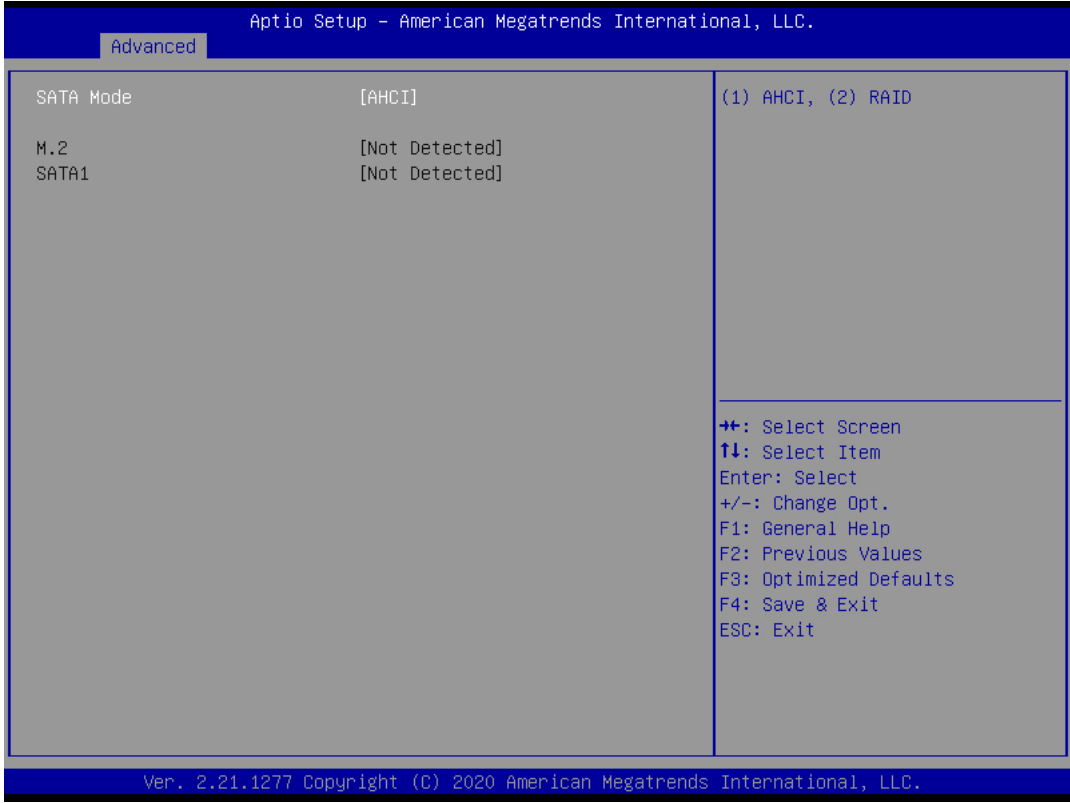 Aptio Setup – American Megatrends International, LLC.
Advanced
SATA Mode [AHCI]
M.2 [Not Detected]
SATA1 [Not Detected]
(1) AHCI, (2) RAID
→←: Select Screen
↑↓: Select Item
Enter: Select
+/-: Change Opt.
F1: General Help
F2: Previous Values
F3: Optimized Defaults
F4: Save & Exit
ESC: Exit
Ver. 2.21.1277 Copyright (C) 2020 American Megatrends International, LLC.